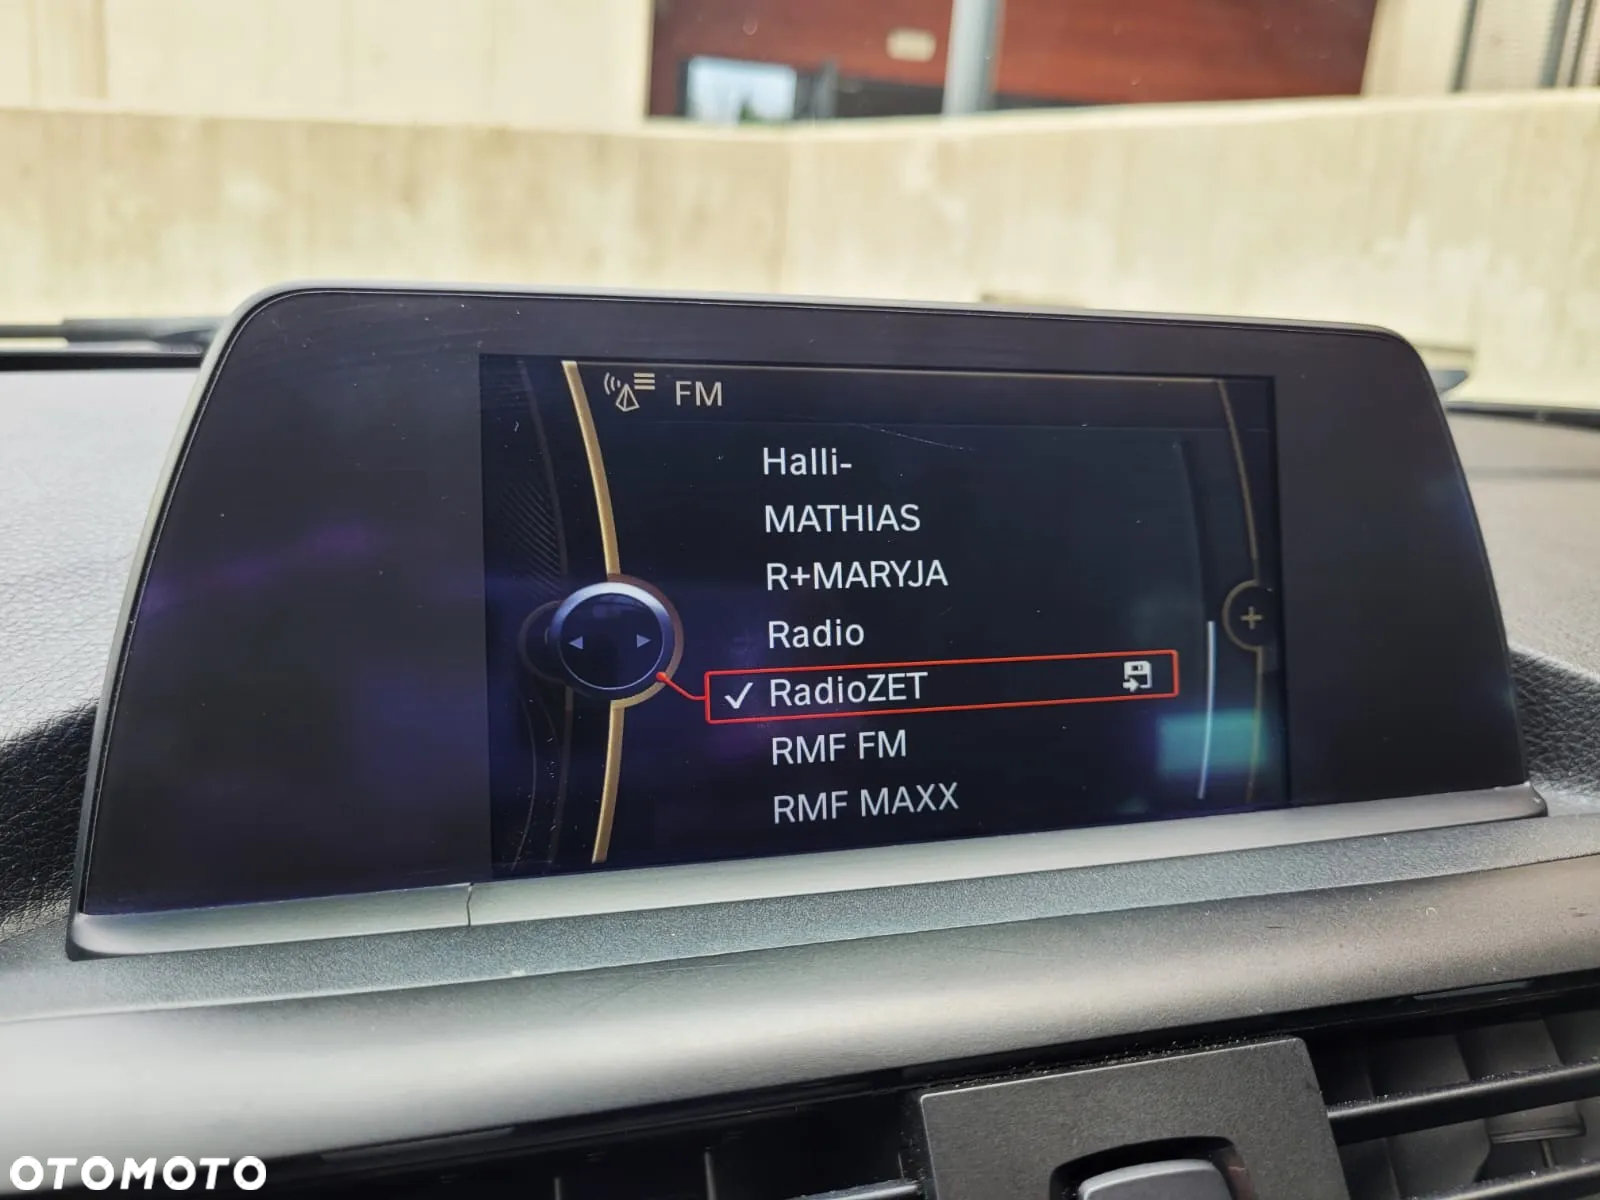 FM
Halli-
MATHIAS
R+MARYJA
Radio
RadioZET
RMF FM
RMF MAXX
OTOMOTO